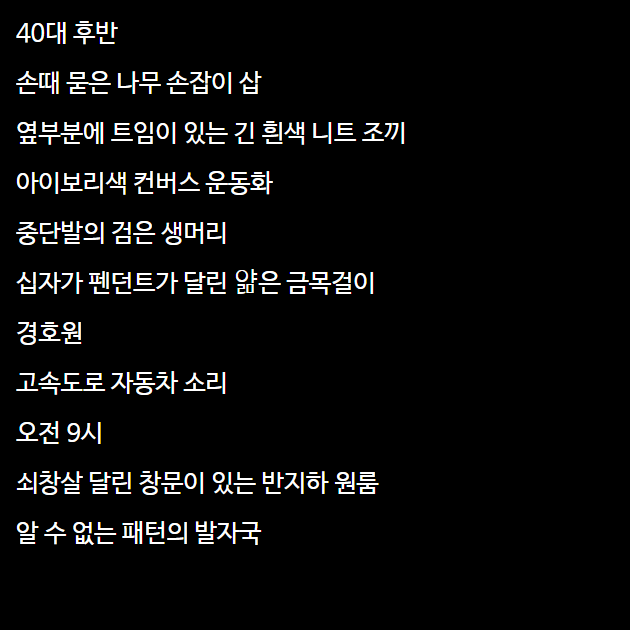 40대 후반
손때 묻은 나무 손잡이 삽
옆부분에 트임이 있는 긴 흰색 니트 조끼
아이보리색 컨버스 운동화
중단발의 검은 생머리
십자가 펜던트가 달린 얊은 금목걸이
경호원
고속도로 자동차 소리
오전 9시
쇠창살 달린 창문이 있는 반지하 원룸
알 수 없는 패턴의 발자국